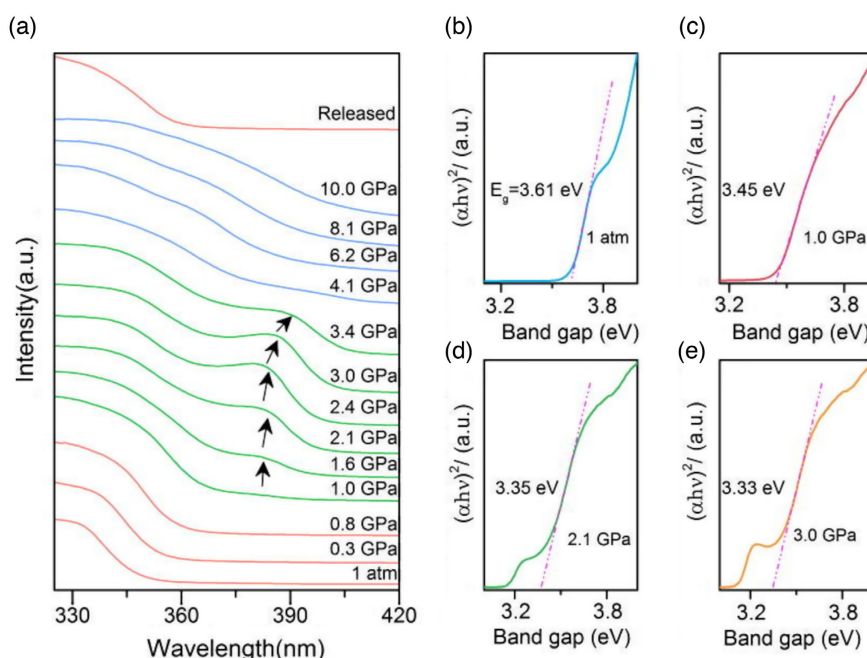 (a)
Released
10.0 GPa
8.1 GPa
6.2 GPa
4.1 GPa
3.4 GPa
3.0 GPa
2.4 GPa
2.1 GPa
1.6 GPa
1.0 GPa
0.8 GPa
0.3 GPa
1 atm
Intensity(a.u.)
330 360 390 420
Wavelength(nm)
(b)
(αhν)²/ (a.u.)
E_g=3.61 eV
1 atm
3.2 3.8
Band gap (eV)
(c)
(αhν)²/ (a.u.)
3.45 eV
1.0 GPa
3.2 3.8
Band gap (eV)
(d)
(αhν)²/ (a.u.)
3.35 eV
2.1 GPa
3.2 3.8
Band gap (eV)
(e)
(αhν)²/ (a.u.)
3.33 eV
3.0 GPa
3.2 3.8
Band gap (eV)